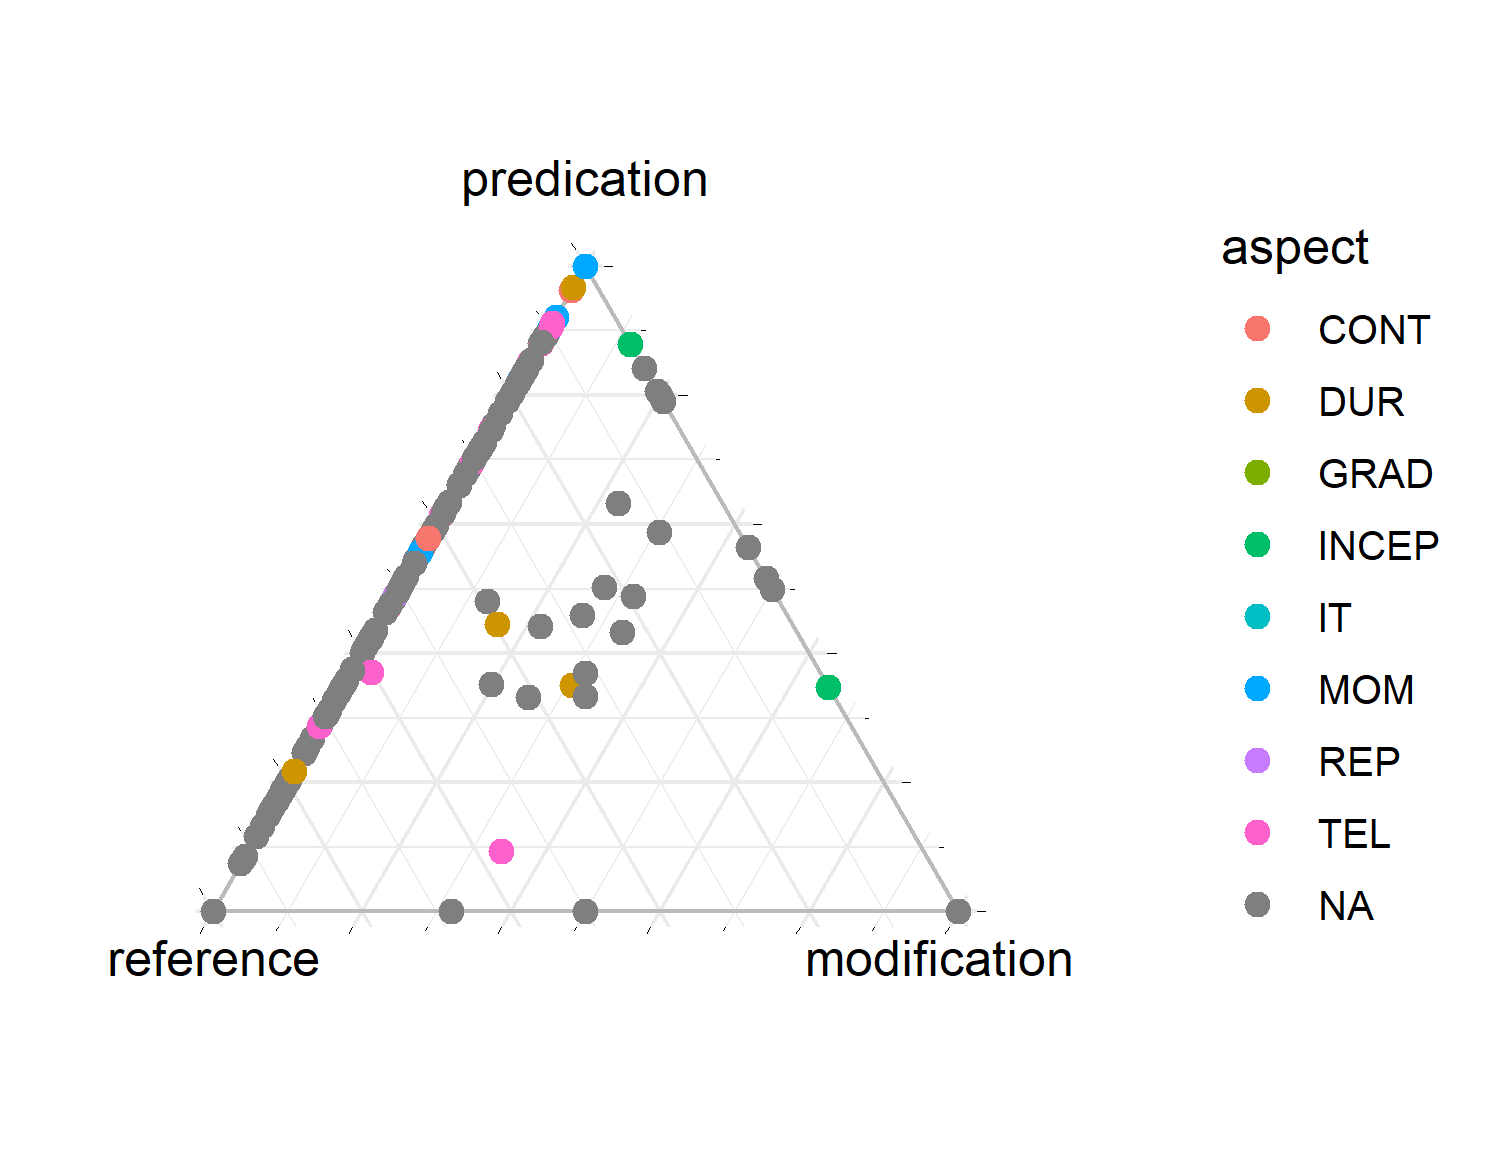 predication
reference
modification
aspect
CONT
DUR
GRAD
INCEP
IT
MOM
REP
TEL
NA